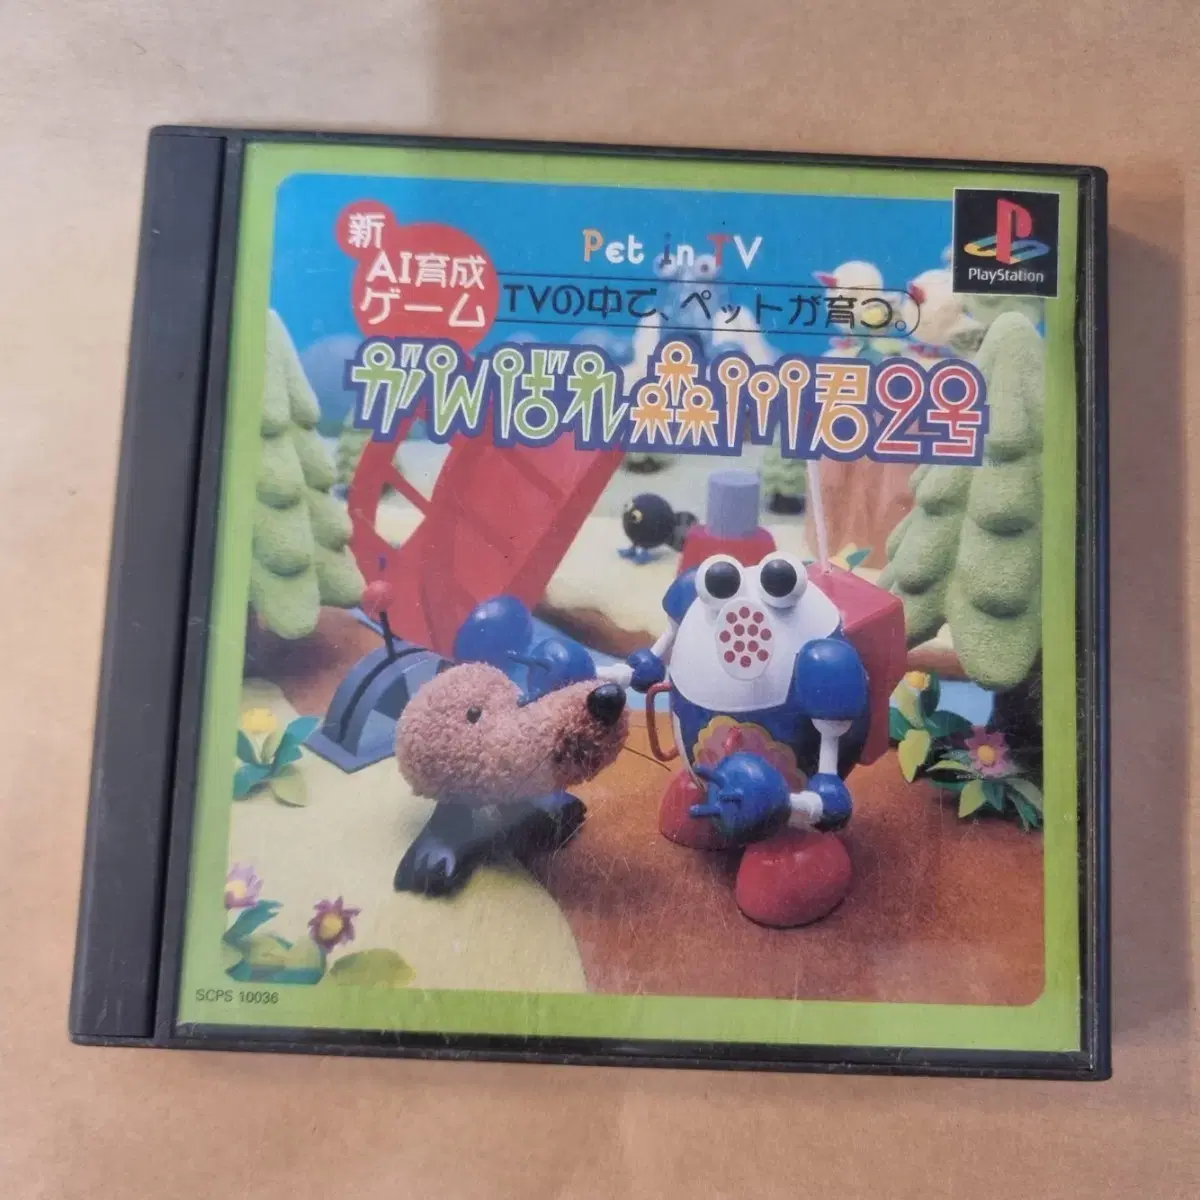 新
AI育成
ゲーム
Pet in TV
TVの中で、ペットが育つ。
がんばれ森川君2号
PlayStation
SCPS 10036